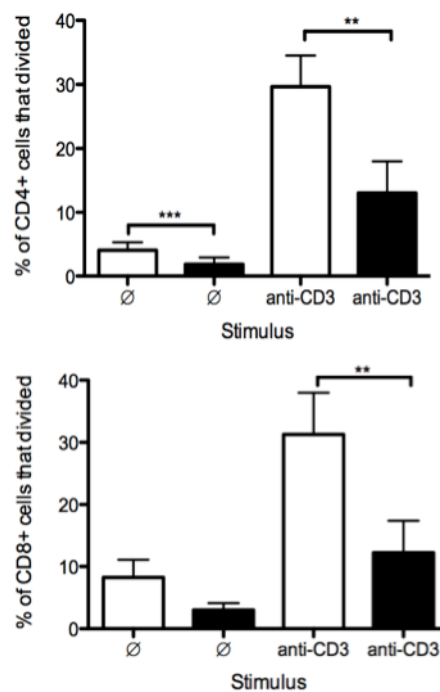 % of CD4+ cells that divided
40
30
20
10
0
**
***
∅ ∅ anti-CD3 anti-CD3
Stimulus
% of CD8+ cells that divided
40
30
20
10
0
**
∅ ∅ anti-CD3 anti-CD3
Stimulus